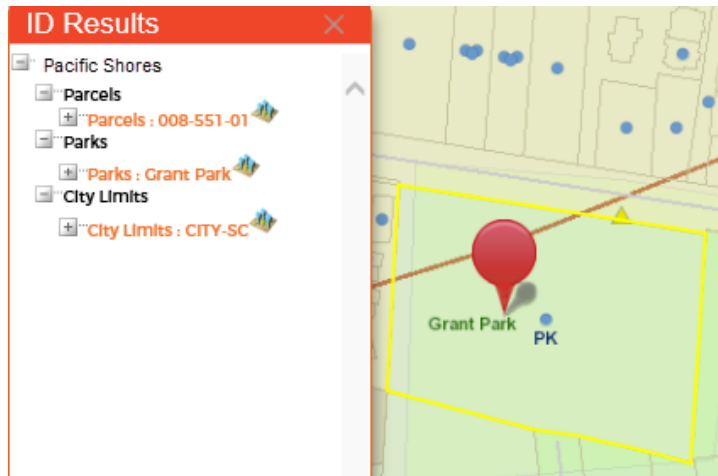 ID Results
Pacific Shores
Parcels
Parcels : 008-551-01
Parks
Parks : Grant Park
City Limits
City Limits : CITY-SC
Grant Park
PK